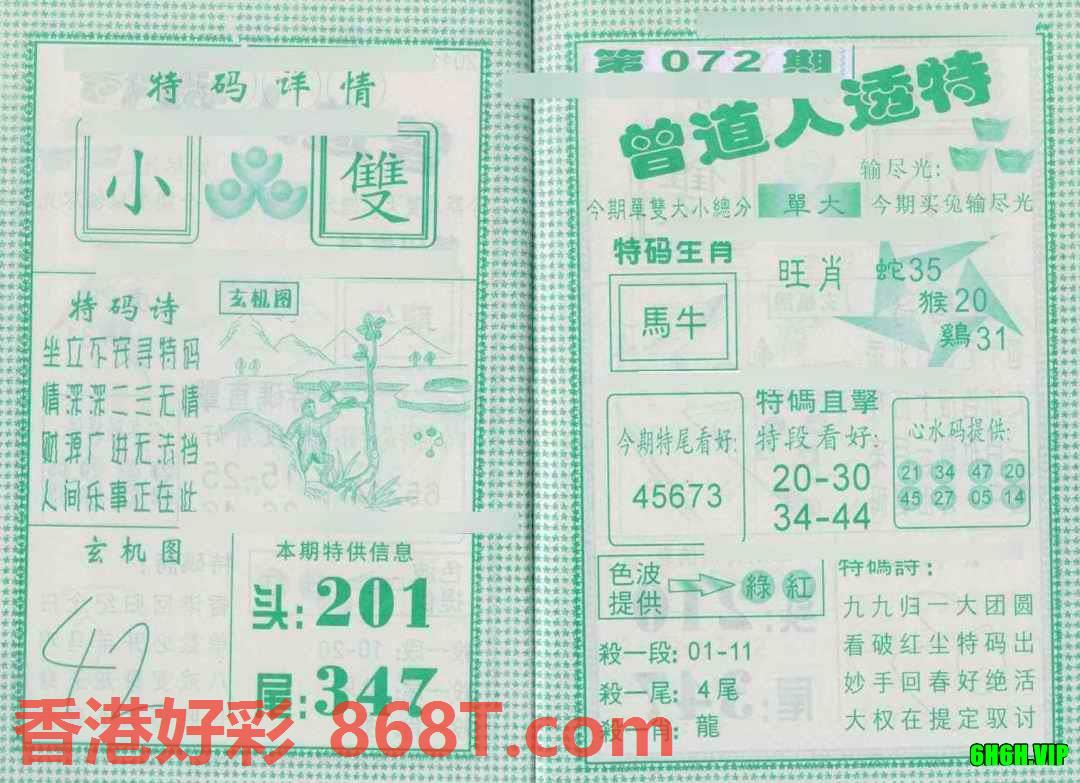 特码详情
小
雙
特码诗
坐立不安寻特码
情深深二三无情
财源广进无法挡
人间乐事正在此
玄机图
玄机图
42
本期特供信息
头:201
尾:347
第072期
曾道人透特
输尽光:
今期單雙大小總分
單大
今期买兔输尽光
特码生肖
馬牛
旺肖
蛇35
猴20
鷄31
今期特尾看好:
45673
特碼直擊
特段看好:
20-30
34-44
心水码提供:
21 34 47 20
45 27 05 14
色波
提供
綠 紅
殺一段: 01-11
殺一尾: 4尾
殺一肖: 龍
特碼詩:
九九归一大团圆
看破红尘特码出
妙手回春好绝活
大权在提定驭讨
香港好彩 868T.com
6HGH.VIP